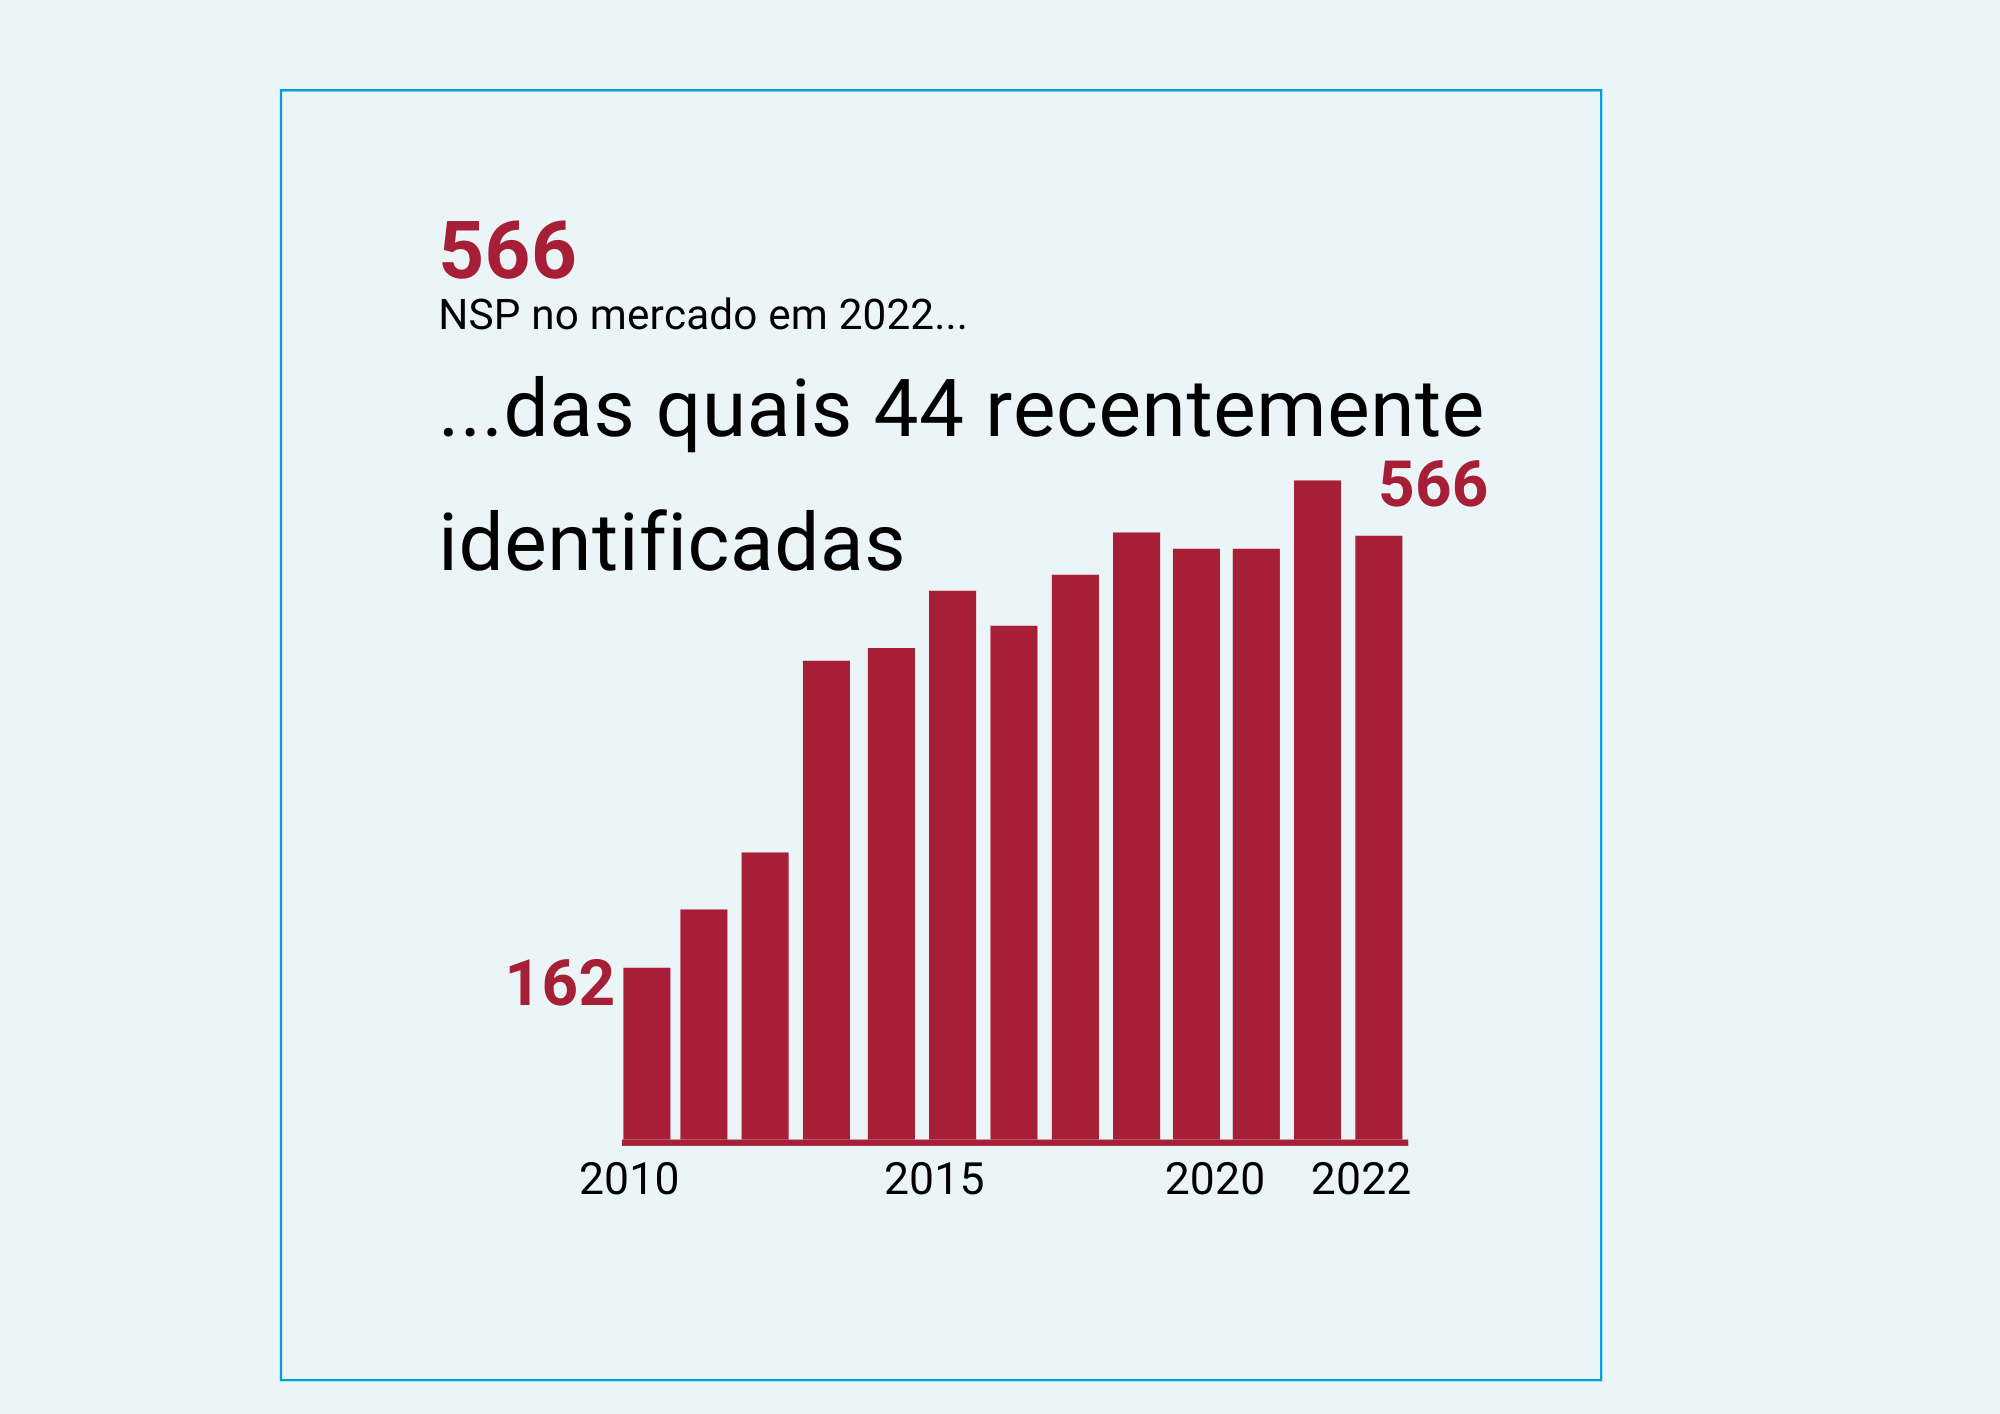 566
NSP no mercado em 2022...
...das quais 44 recentemente
identificadas
566
162
2010 2015 2020 2022